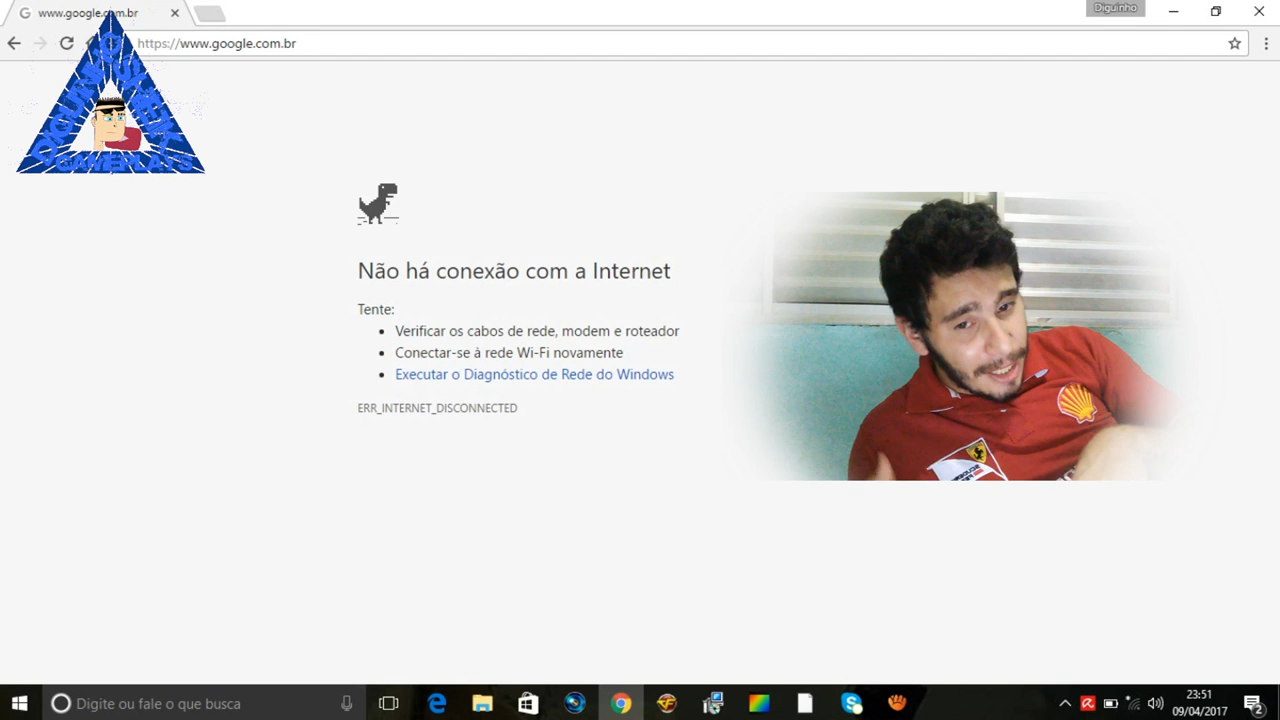 www.google.com.br
Diguinho
https://www.google.com.br
GAMEPLAYS
Não há conexão com a Internet
Tente:
Verificar os cabos de rede, modem e roteador
Conectar-se à rede Wi-Fi novamente
Executar o Diagnóstico de Rede do Windows
ERR_INTERNET_DISCONNECTED
Digite ou fale o que busca
23:51
09/04/2017
2